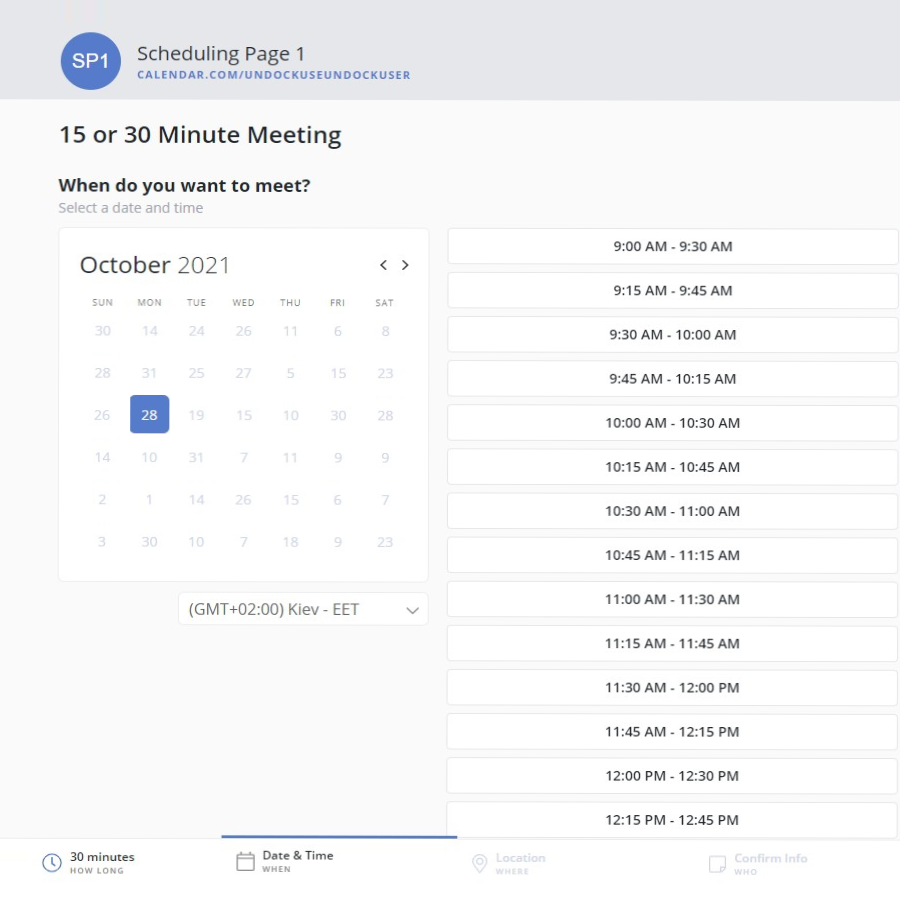 SP1
Scheduling Page 1
CALENDAR.COM/UNDOCKUSEUNDOCKUSER
15 or 30 Minute Meeting
When do you want to meet?
Select a date and time
October 2021
SUN MON TUE WED THU FRI SAT
30 14 24 26 11 6 8
28 31 25 27 5 15 23
26 28 19 15 10 30 28
14 10 31 7 11 9 9
2 1 14 26 15 6 7
3 30 10 7 18 9 23
(GMT+02:00) Kiev - EET
9:00 AM - 9:30 AM
9:15 AM - 9:45 AM
9:30 AM - 10:00 AM
9:45 AM - 10:15 AM
10:00 AM - 10:30 AM
10:15 AM - 10:45 AM
10:30 AM - 11:00 AM
10:45 AM - 11:15 AM
11:00 AM - 11:30 AM
11:15 AM - 11:45 AM
11:30 AM - 12:00 PM
11:45 AM - 12:15 PM
12:00 PM - 12:30 PM
12:15 PM - 12:45 PM
30 minutes
HOW LONG
Date & Time
WHEN
Location
WHERE
Confirm Info
WHO